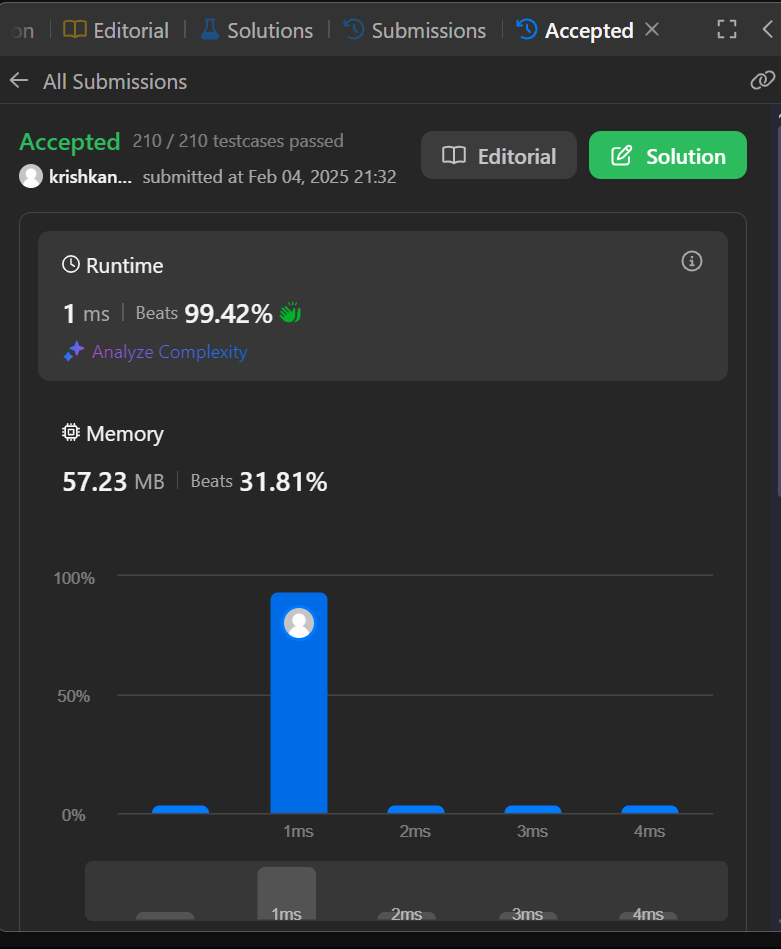 on Editorial Solutions Submissions Accepted
All Submissions
Accepted 210 / 210 testcases passed
krishkan... submitted at Feb 04, 2025 21:32
Editorial Solution
Runtime
1 ms Beats 99.42%
Analyze Complexity
Memory
57.23 MB Beats 31.81%
100%
50%
0%
1ms 2ms 3ms 4ms
1ms 2ms 3ms 4ms